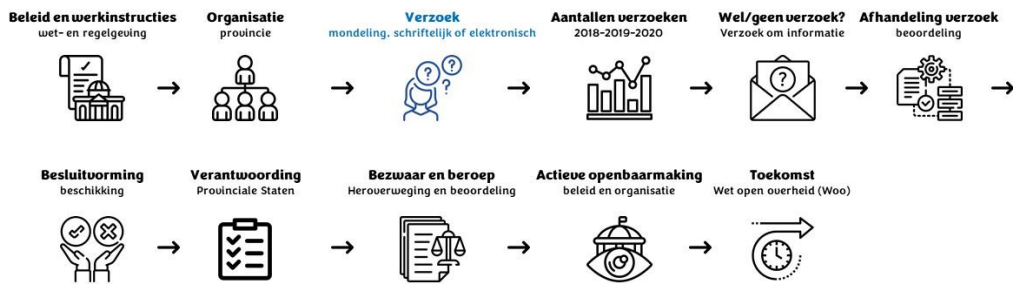 Beleid en werkinstructies
wet- en regelgeving
Organisatie
provincie
Verzoek
mondeling, schriftelijk of elektronisch
Aantallen verzoeken
2018-2019-2020
Wel/geen verzoek?
Verzoek om informatie
Afhandeling verzoek
beoordeling
Besluitvorming
beschikking
Verantwoording
Provinciale Staten
Bezwaar en beroep
Heroverweging en beoordeling
Actieve openbaarmaking
beleid en organisatie
Toekomst
Wet open overheid (Woo)